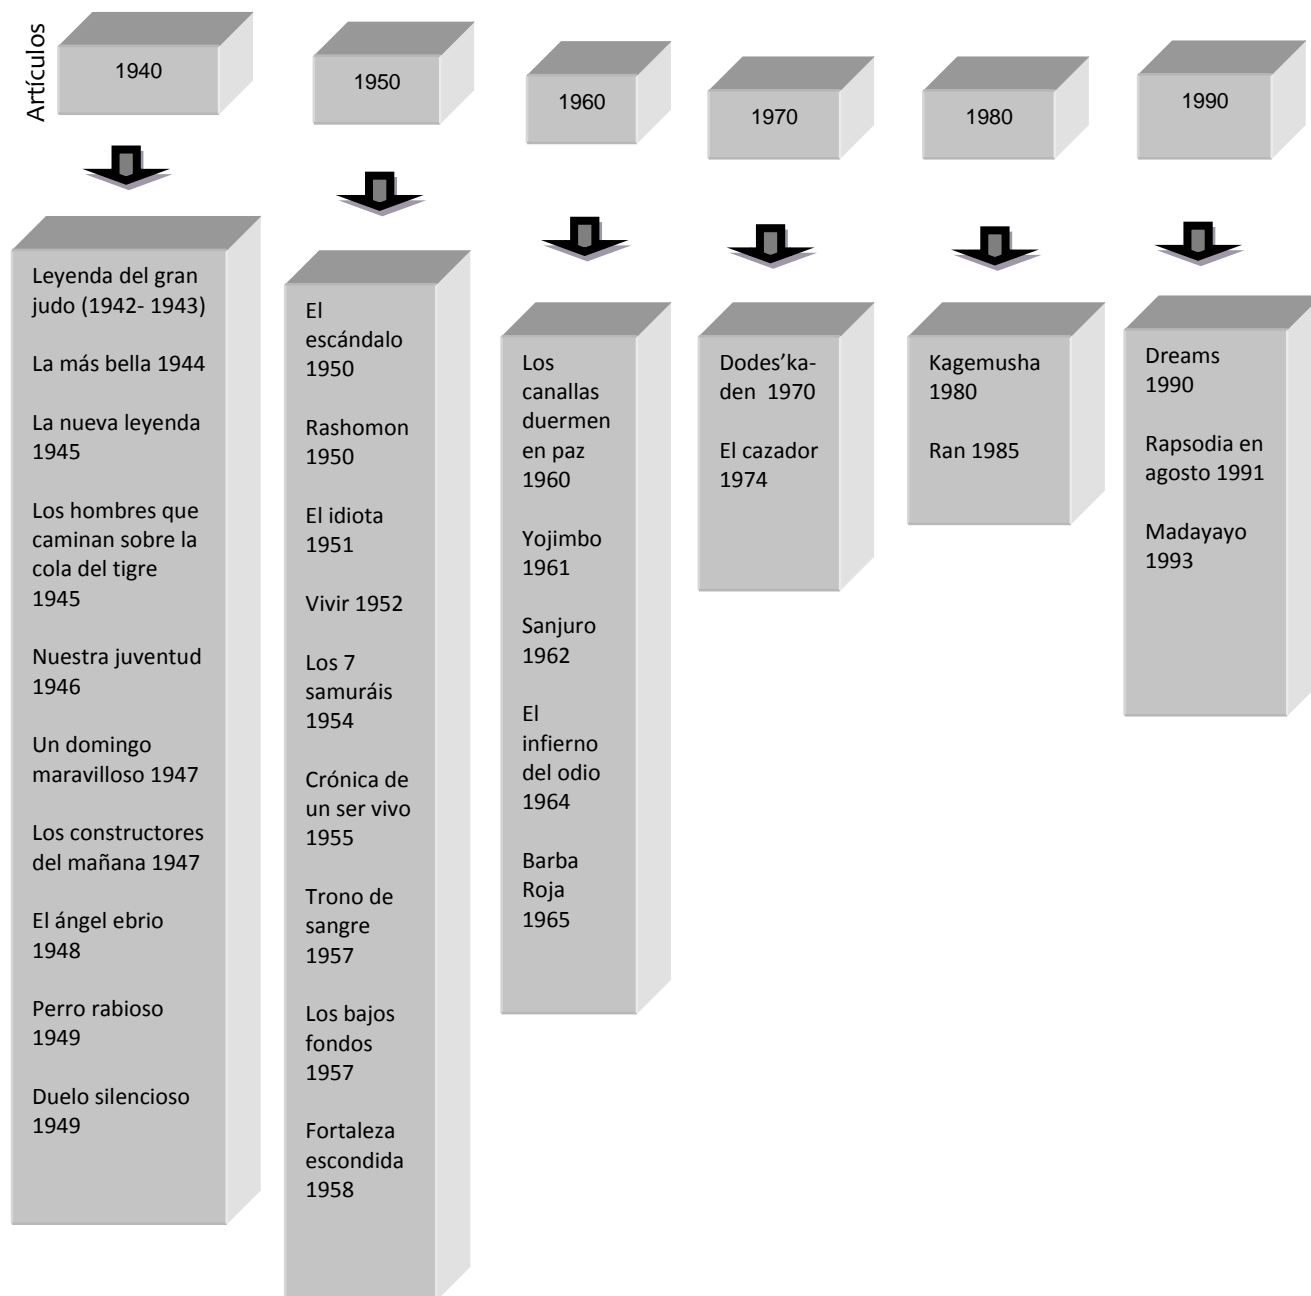 Artículos
1940
1950
1960
1970
1980
1990
Leyenda del gran
judo (1942- 1943)
La más bella 1944
La nueva leyenda
1945
Los hombres que
caminan sobre la
cola del tigre
1945
Nuestra juventud
1946
Un domingo
maravilloso 1947
Los constructores
del mañana 1947
El ángel ebrio
1948
Perro rabioso
1949
Duelo silencioso
1949
El
escándalo
1950
Rashomon
1950
El idiota
1951
Vivir 1952
Los 7
samuráis
1954
Crónica de
un ser vivo
1955
Trono de
sangre
1957
Los bajos
fondos
1957
Fortaleza
escondida
1958
Los
canallas
duermen
en paz
1960
Yojimbo
1961
Sanjuro
1962
El
infierno
del odio
1964
Barba
Roja
1965
Dodes’ka-
den 1970
El cazador
1974
Kagemusha
1980
Ran 1985
Dreams
1990
Rapsodia en
agosto 1991
Madayayo
1993